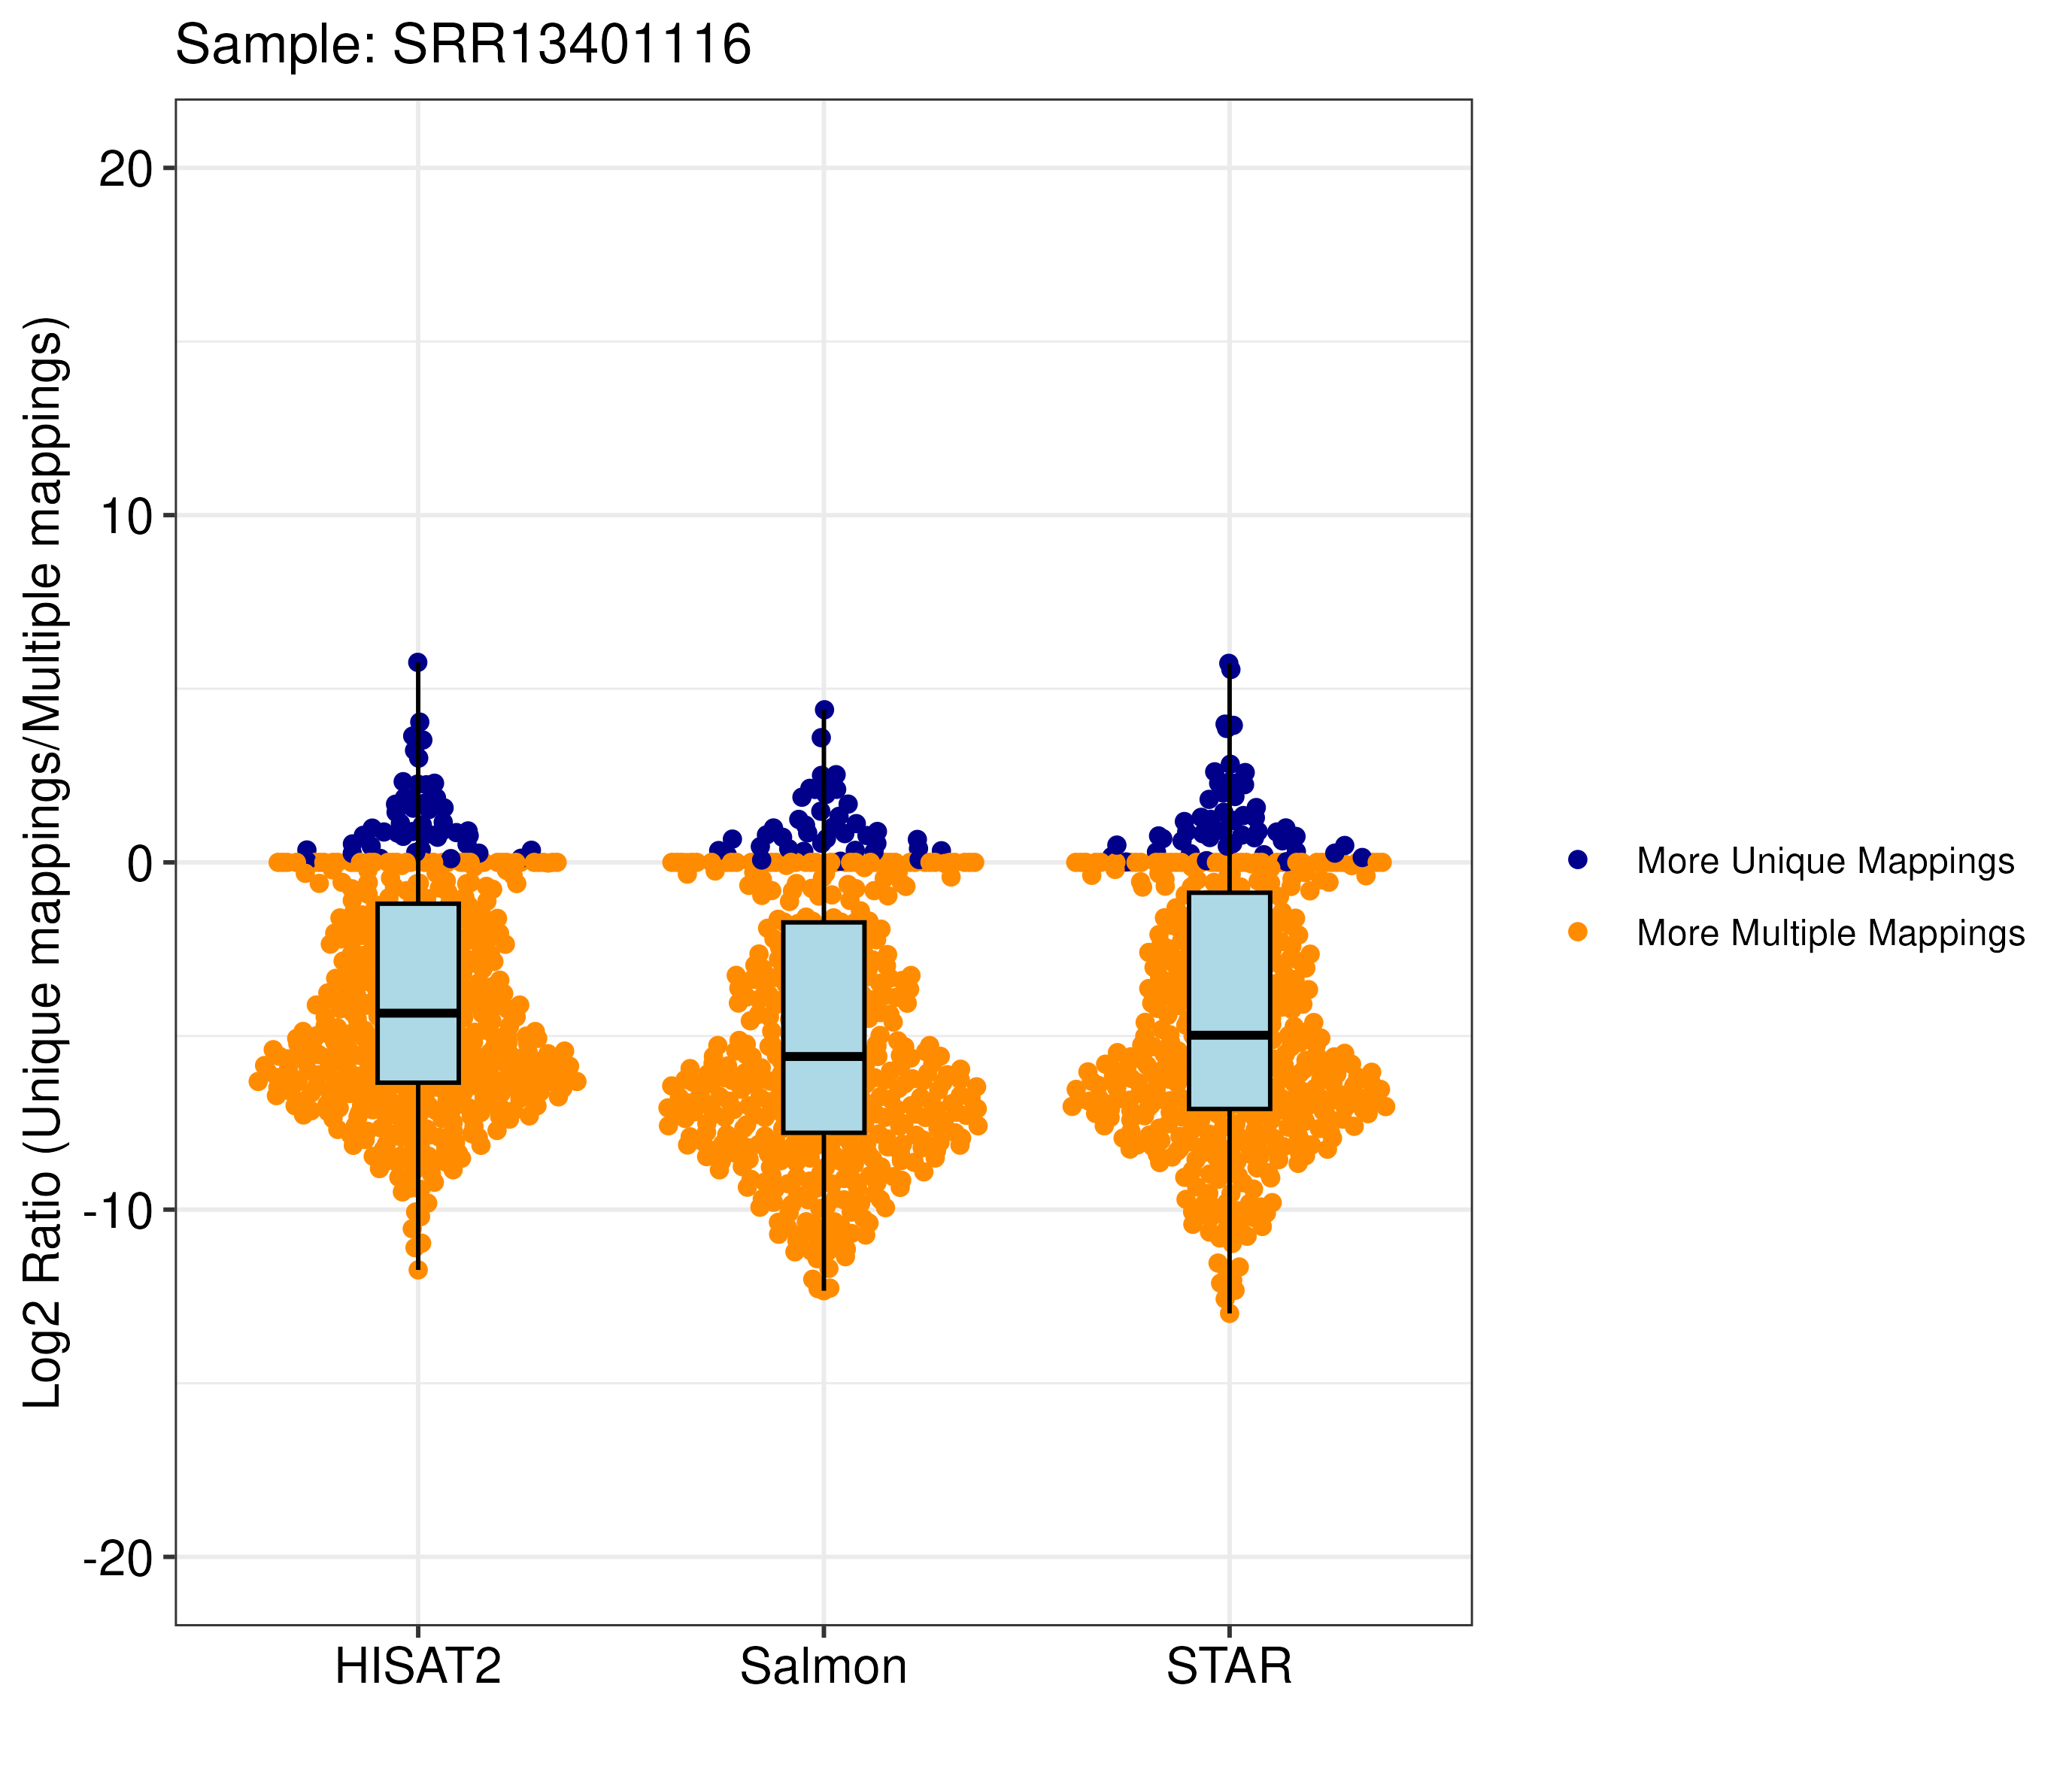 Sample: SRR13401116
Log2 Ratio (Unique mappings/Multiple mappings)
20
10
0
-10
-20
HISAT2
Salmon
STAR
More Unique Mappings
More Multiple Mappings